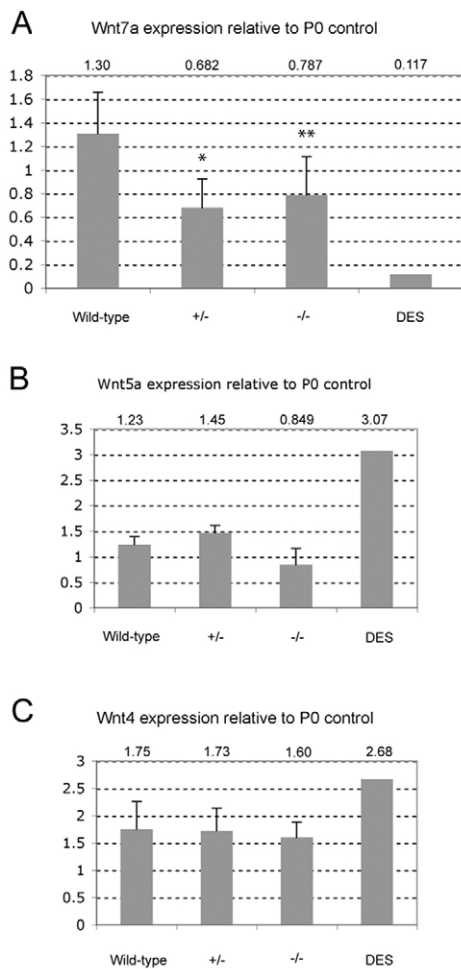 A
Wnt7a expression relative to P0 control
1.30 0.682 0.787 0.117
1.8
1.6
1.4
1.2
1
0.8
0.6
0.4
0.2
0
* **
Wild-type +/- -/- DES
B
Wnt5a expression relative to P0 control
1.23 1.45 0.849 3.07
3.5
3
2.5
2
1.5
1
0.5
0
Wild-type +/- -/- DES
C
Wnt4 expression relative to P0 control
1.75 1.73 1.60 2.68
3
2.5
2
1.5
1
0.5
0
Wild-type +/- -/- DES